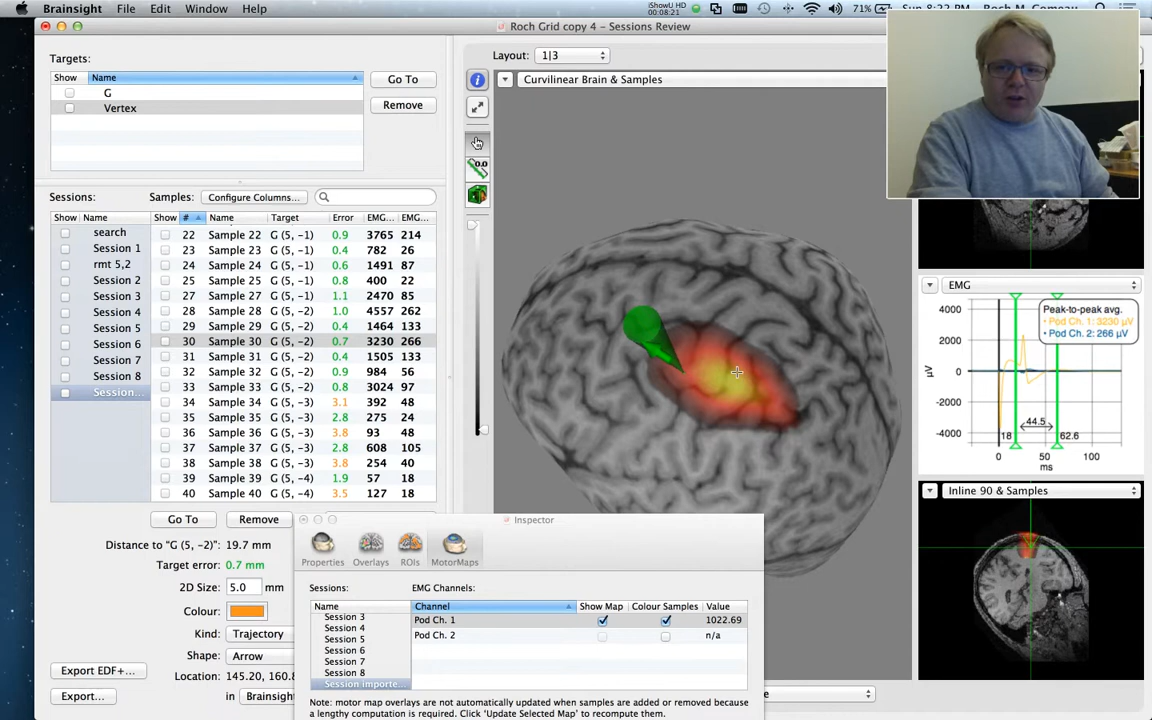 Brainsight File Edit Window Help iShowU HD 00:08:21 71% Sun 8:22 PM Roch M. Comeau
Roch Grid copy 4 – Sessions Review
Targets:
Show Name
G
Vertex
Go To
Remove
Layout: 1|3
Curvilinear Brain & Samples
Sessions: Samples: Configure Columns...
Show Name Show # Name Target Error EMG... EMG...
search
Session 1
rmt 5,2
Session 2
Session 3
Session 4
Session 5
Session 6
Session 7
Session 8
Session...
22 Sample 22 G (5, -1) 0.9 3765 214
23 Sample 23 G (5, -1) 0.4 782 26
24 Sample 24 G (5, -1) 0.6 1491 87
25 Sample 25 G (5, -1) 0.8 400 22
27 Sample 27 G (5, -1) 1.1 2470 85
28 Sample 28 G (5, -2) 1.0 4557 262
29 Sample 29 G (5, -2) 0.4 1464 133
30 Sample 30 G (5, -2) 0.7 3230 266
31 Sample 31 G (5, -2) 0.4 1505 133
32 Sample 32 G (5, -2) 0.9 984 56
33 Sample 33 G (5, -2) 0.8 3024 97
34 Sample 34 G (5, -3) 3.1 392 48
35 Sample 35 G (5, -3) 2.8 275 24
36 Sample 36 G (5, -3) 3.8 93 48
37 Sample 37 G (5, -3) 2.8 608 105
38 Sample 38 G (5, -3) 3.8 254 40
39 Sample 39 G (5, -4) 1.9 57 18
40 Sample 40 G (5, -4) 3.5 127 18
Go To Remove
Distance to "G (5, -2)" 19.7 mm
Target error: 0.7 mm
2D Size: 5.0 mm
Colour:
Kind: Trajectory
Shape: Arrow
Location: 145.20, 160.8
in Brainsight
Export EDF+...
Export...
Inspector
Properties Overlays ROIs MotorMaps
Sessions: EMG Channels:
Name
Session 3
Session 4
Session 5
Session 6
Session 7
Session 8
Session importe...
Channel Show Map Colour Samples Value
Pod Ch. 1 1022.69
Pod Ch. 2 n/a
Note: motor map overlays are not automatically updated when samples are added or removed because
a lengthy computation is required. Click 'Update Selected Map' to recompute them.
EMG
Peak-to-peak avg.
Pod Ch. 1: 3230 µV
Pod Ch. 2: 266 µV
4000
2000
µV
0
-2000
-4000
44.5
18 62.6
0 50 100
ms
Inline 90 & Samples